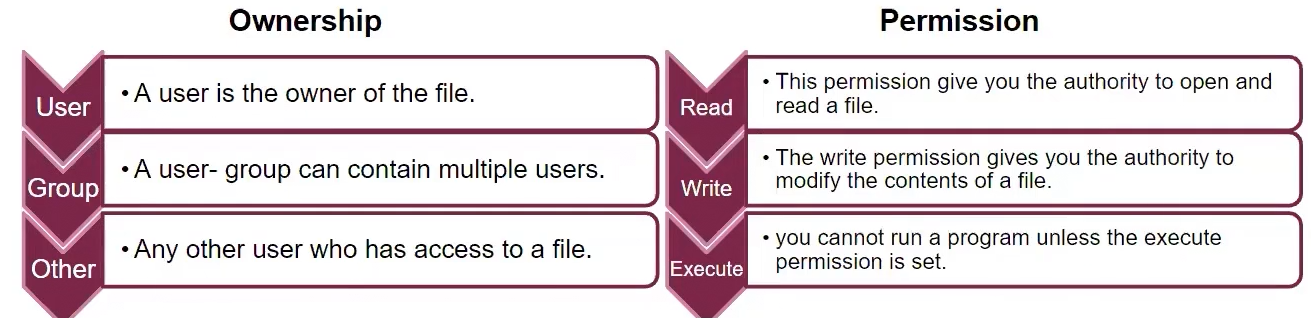 Ownership
User
• A user is the owner of the file.
Group
• A user- group can contain multiple users.
Other
• Any other user who has access to a file.
Permission
Read
• This permission give you the authority to open and
read a file.
Write
• The write permission gives you the authority to
modify the contents of a file.
Execute
• you cannot run a program unless the execute
permission is set.